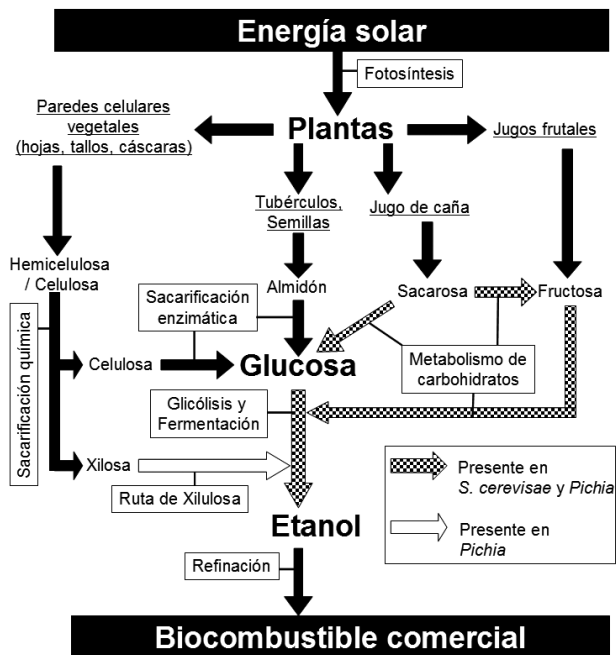 Energía solar
Fotosíntesis
Paredes celulares
vegetales
(hojas, tallos, cáscaras)
Plantas
Jugos frutales
Tubérculos,
Semillas
Jugo de caña
Hemicelulosa
/ Celulosa
Almidón
Sacarosa
Fructosa
Sacarificación
enzimática
Sacarificación química
Celulosa
Glucosa
Metabolismo de
carbohidratos
Glicólisis y
Fermentación
Xilosa
Ruta de Xilulosa
Presente en
S. cerevisae y Pichia
Presente en
Pichia
Etanol
Refinación
Biocombustible comercial